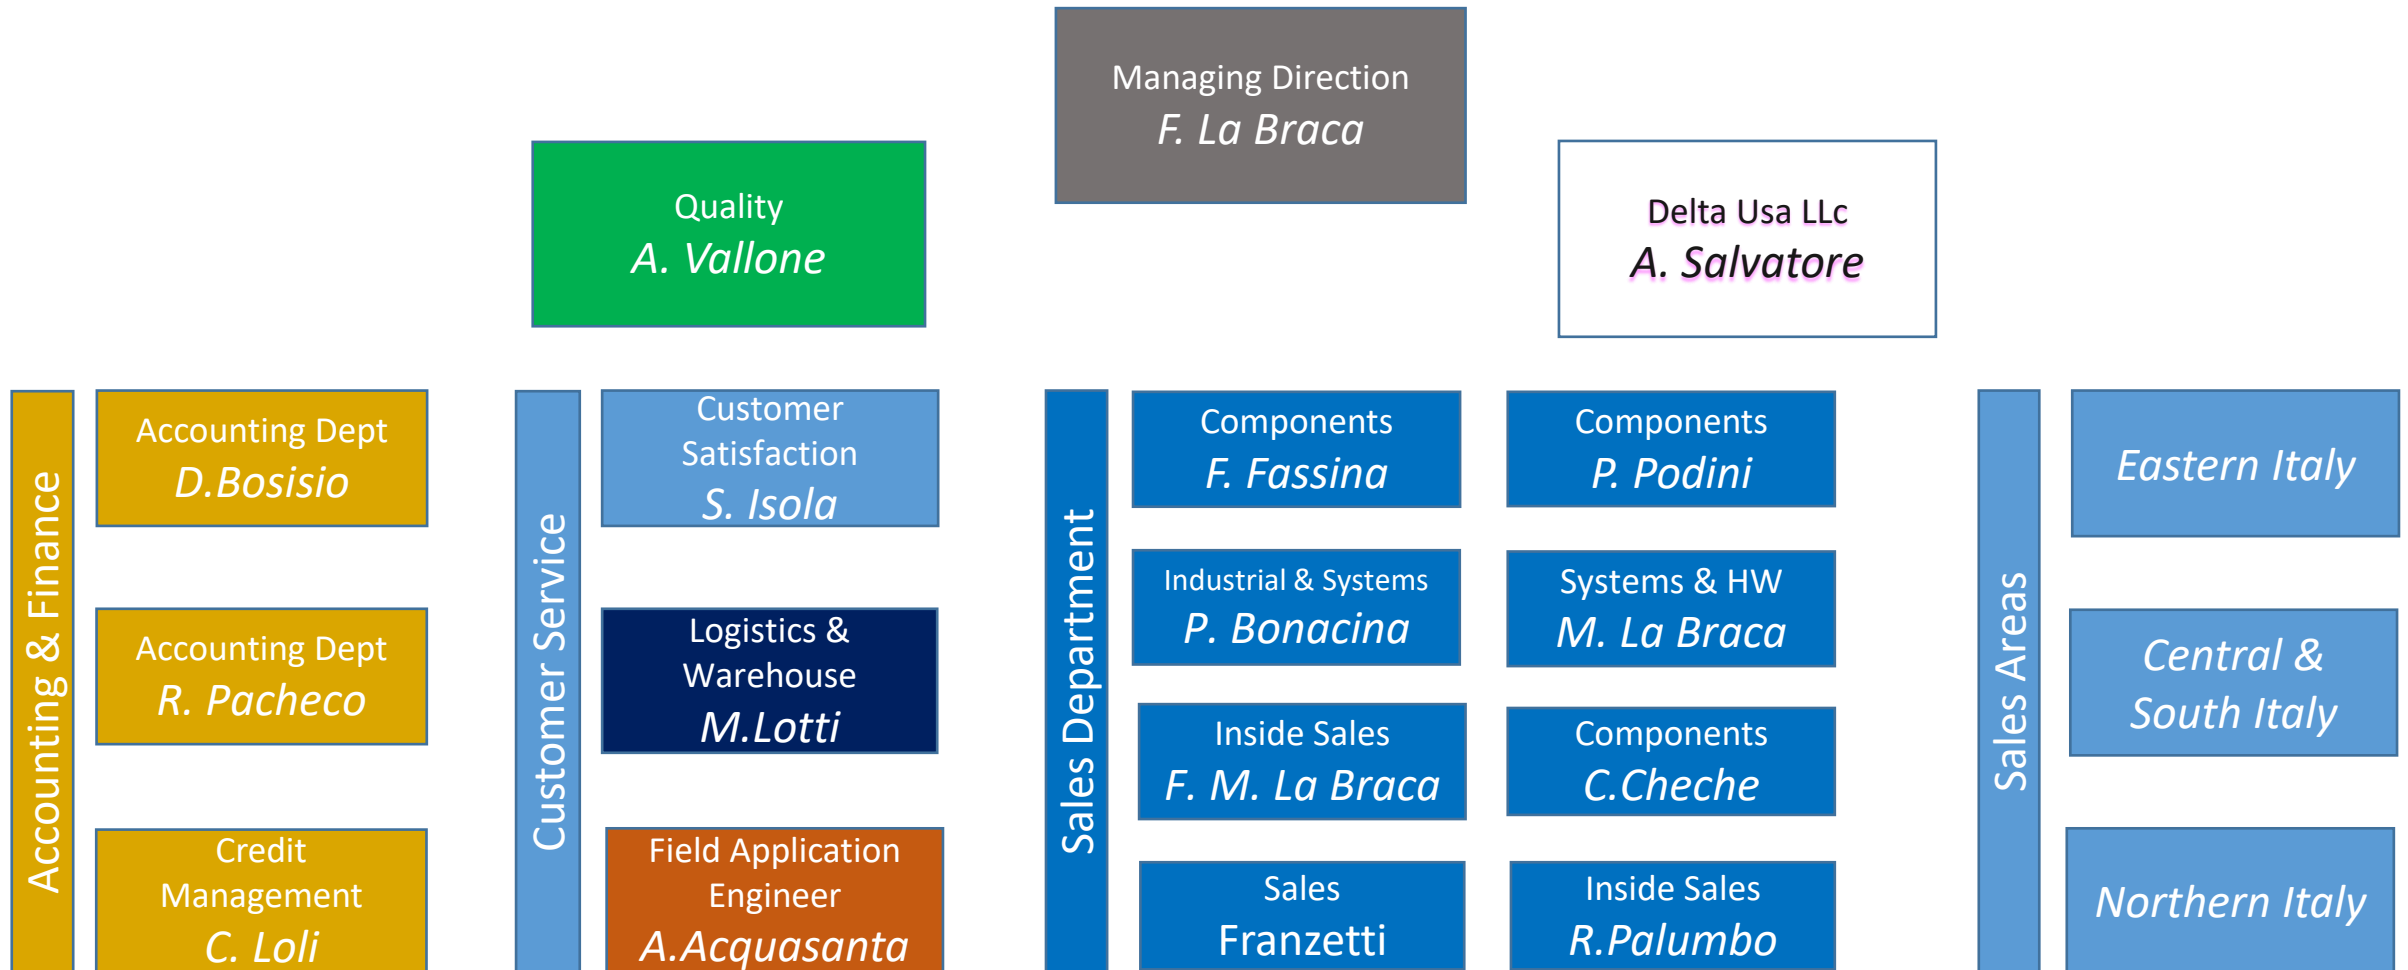 Managing Direction
F. La Braca
Quality
A. Vallone
Delta Usa LLc
A. Salvatore
Accounting & Finance
Accounting Dept
D.Bosisio
Accounting Dept
R. Pacheco
Credit
Management
C. Loli
Customer Service
Customer
Satisfaction
S. Isola
Logistics &
Warehouse
M.Lotti
Field Application
Engineer
A.Acquasanta
Sales Department
Components
F. Fassina
Components
P. Podini
Industrial & Systems
P. Bonacina
Systems & HW
M. La Braca
Inside Sales
F. M. La Braca
Components
C.Cheche
Sales
Franzetti
Inside Sales
R.Palumbo
Sales Areas
Eastern Italy
Central &
South Italy
Northern Italy